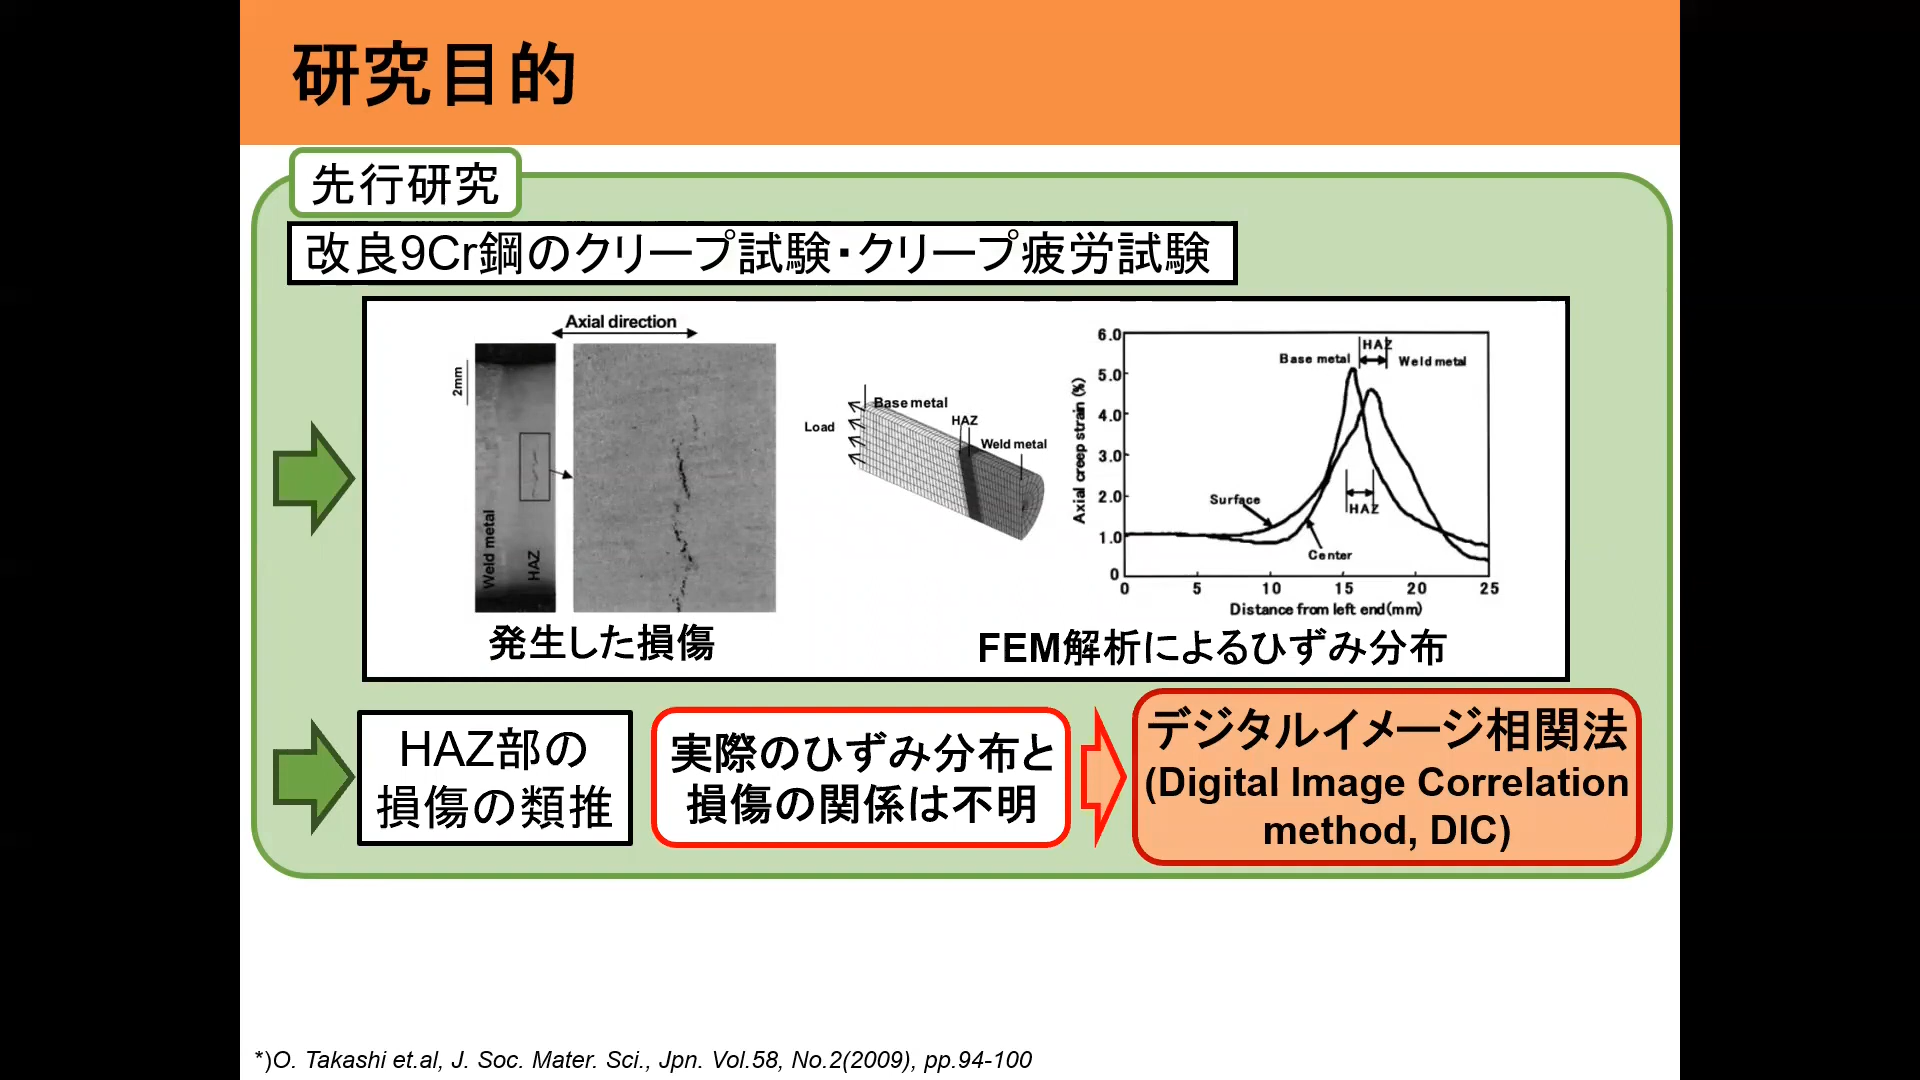 研究目的
先行研究
改良9Cr鋼のクリープ試験・クリープ疲労試験
Axial direction
2mm
Weld metal
HAZ
発生した損傷
Load
Base metal
HAZ
Weld metal
Axial creep strain (%)
6.0
5.0
4.0
3.0
2.0
1.0
0
Base metal
HAZ
Weld metal
Surface
HAZ
Center
0 5 10 15 20 25
Distance from left end(mm)
FEM解析によるひずみ分布
HAZ部の
損傷の類推
実際のひずみ分布と
損傷の関係は不明
デジタルイメージ相関法
(Digital Image Correlation
method, DIC)
*)O. Takashi et.al, J. Soc. Mater. Sci., Jpn. Vol.58, No.2(2009), pp.94-100